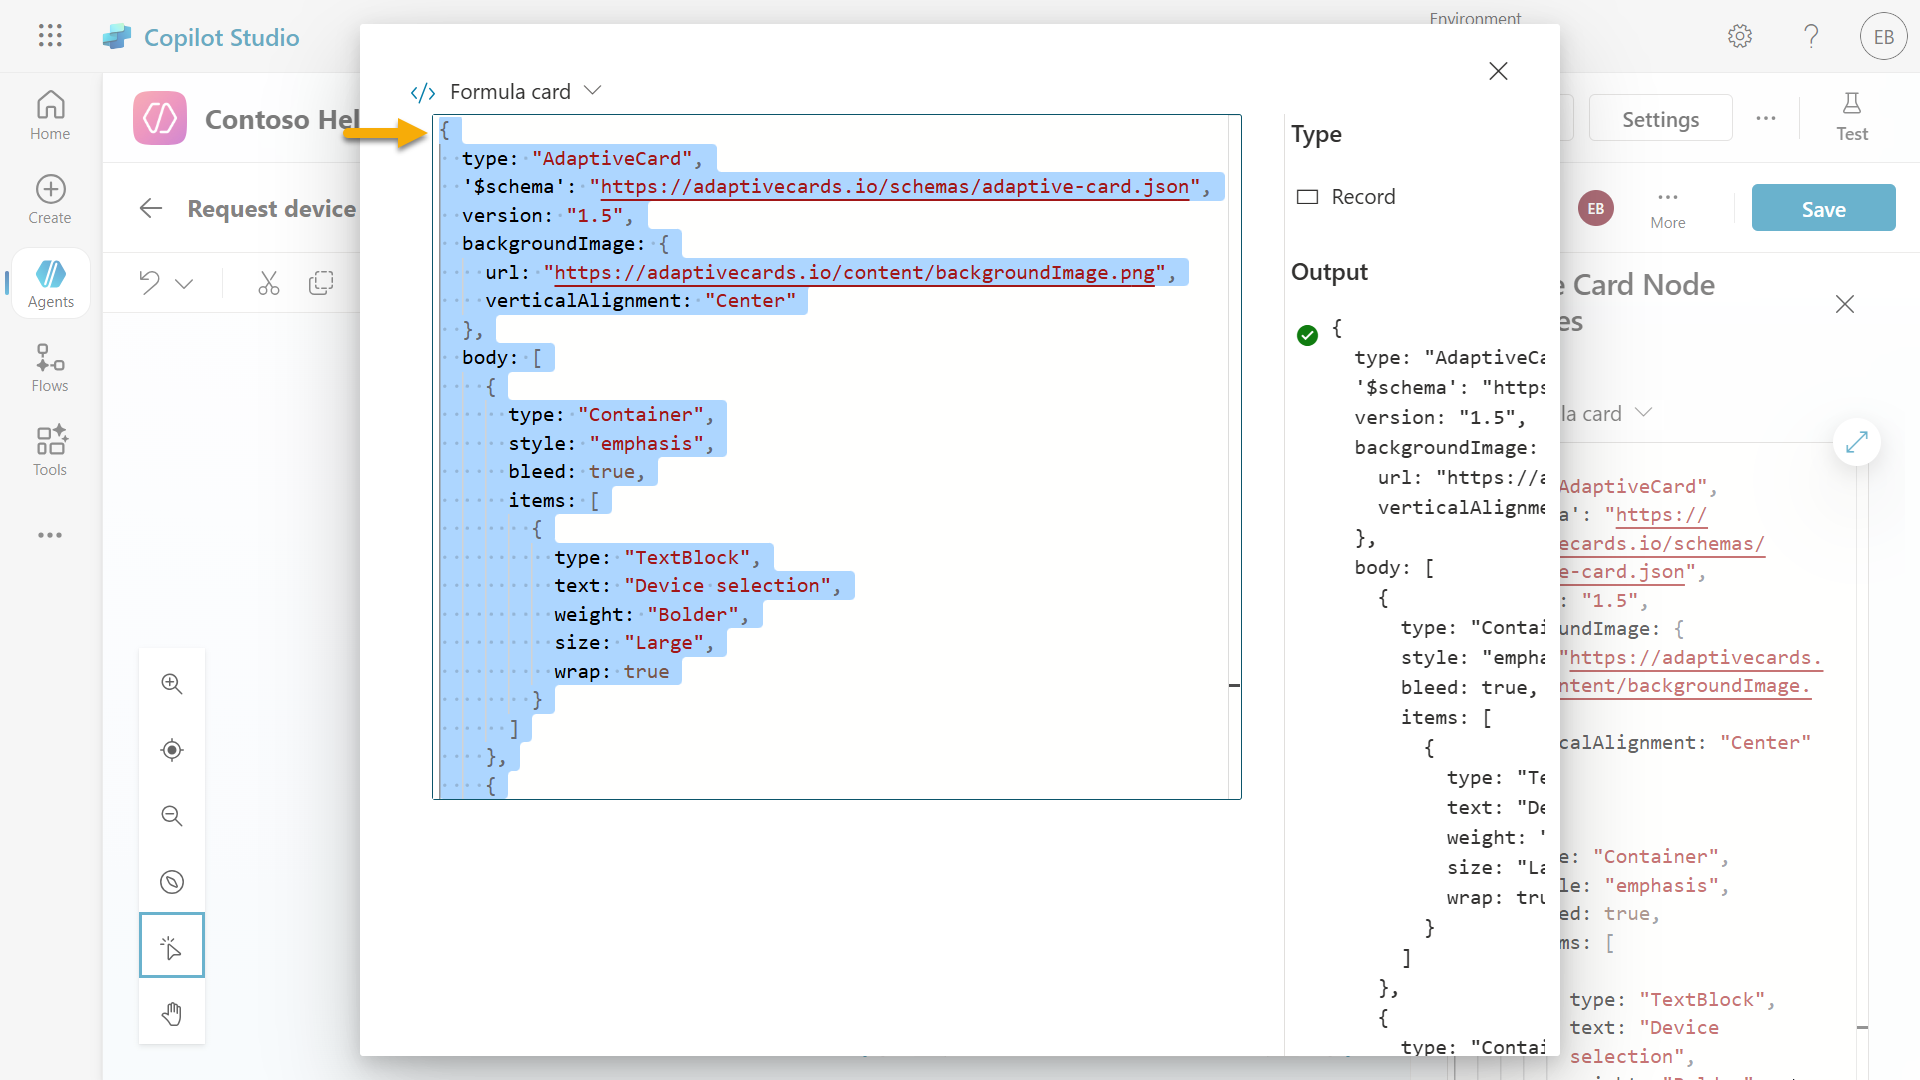 Environment
Copilot Studio
EB
Home
Create
Agents
Flows
Tools
Contoso Hel
Settings
Test
Request device
EB
More
Save
Formula card
{
type: "AdaptiveCard",
'$schema': "https://adaptivecards.io/schemas/adaptive-card.json",
version: "1.5",
backgroundImage: {
url: "https://adaptivecards.io/content/backgroundImage.png",
verticalAlignment: "Center"
},
body: [
{
type: "Container",
style: "emphasis",
bleed: true,
items: [
{
type: "TextBlock",
text: "Device selection",
weight: "Bolder",
size: "Large",
wrap: true
}
]
},
{
Type
Record
Output
{
type: "AdaptiveCa
'$schema': "https
version: "1.5",
backgroundImage:
url: "https://a
verticalAlignme
},
body: [
{
type: "Contai
style: "empha
bleed: true,
items: [
{
type: "Te
text: "De
weight: "
size: "La
wrap: tru
}
]
},
{
type: "Contai
e Card Node
es
la card
AdaptiveCard",
a': "https://
ecards.io/schemas/
e-card.json",
: "1.5",
undImage: {
"https://adaptivecards.
ntent/backgroundImage.
calAlignment: "Center"
e: "Container",
le: "emphasis",
ed: true,
ms: [
type: "TextBlock",
text: "Device
selection",